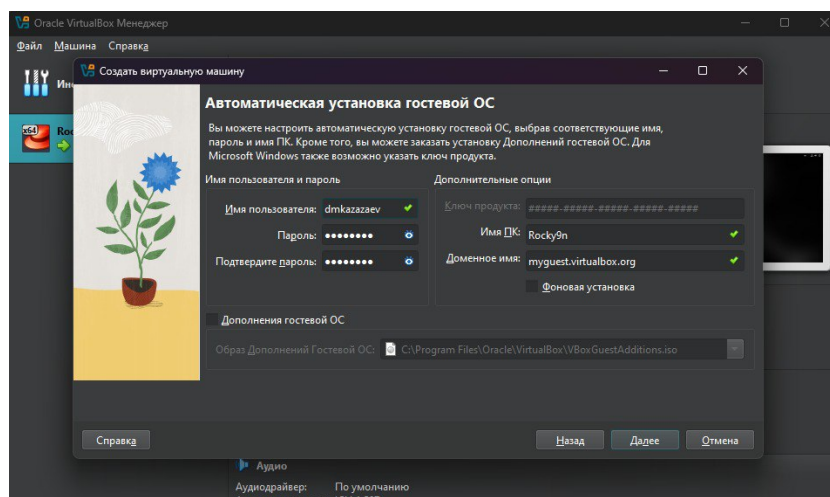 Oracle VirtualBox Менеджер
Файл Машина Справка
Создать виртуальную машину
x64
Автоматическая установка гостевой ОС
Вы можете настроить автоматическую установку гостевой ОС, выбрав соответствующие имя,
пароль и имя ПК. Кроме того, вы можете заказать установку Дополнений гостевой ОС. Для
Microsoft Windows также возможно указать ключ продукта.
Имя пользователя и пароль
Имя пользователя: dmkazazaev
Пароль: ••••••••
Подтвердите пароль: ••••••••
Дополнительные опции
Ключ продукта: #####-#####-#####-#####-#####
Имя ПК: Rocky9n
Доменное имя: myguest.virtualbox.org
Фоновая установка
Дополнения гостевой ОС
Образ Дополнений Гостевой ОС: C:\Program Files\Oracle\VirtualBox\VBoxGuestAdditions.iso
Справка Назад Далее Отмена
Аудио
Аудиодрайвер: По умолчанию